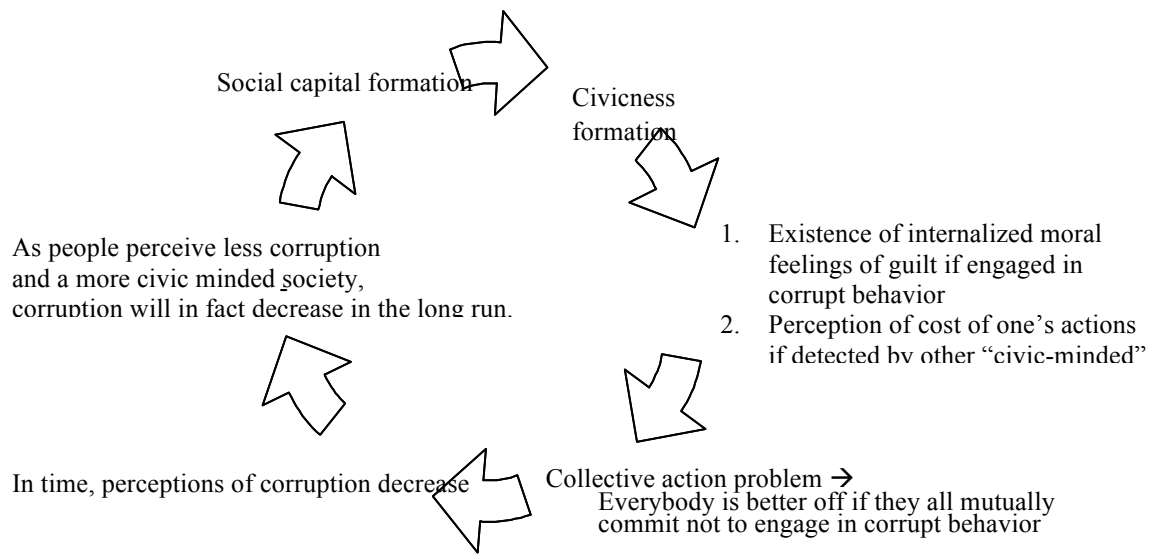 Social capital formation
Civicness
formation
1. Existence of internalized moral
feelings of guilt if engaged in
corrupt behavior
2. Perception of cost of one’s actions
if detected by other “civic-minded”
Collective action problem →
Everybody is better off if they all mutually
commit not to engage in corrupt behavior
In time, perceptions of corruption decrease
As people perceive less corruption
and a more civic minded society,
corruption will in fact decrease in the long run.